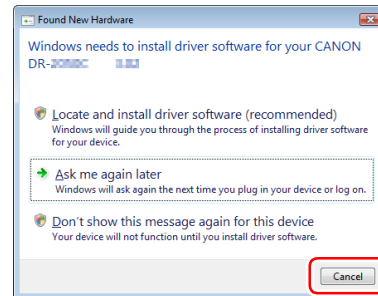 Found New Hardware
Windows needs to install driver software for your CANON
DR-
Locate and install driver software (recommended)
Windows will guide you through the process of installing driver software
for your device.
Ask me again later
Windows will ask again the next time you plug in your device or log on.
Don't show this message again for this device
Your device will not function until you install driver software.
Cancel